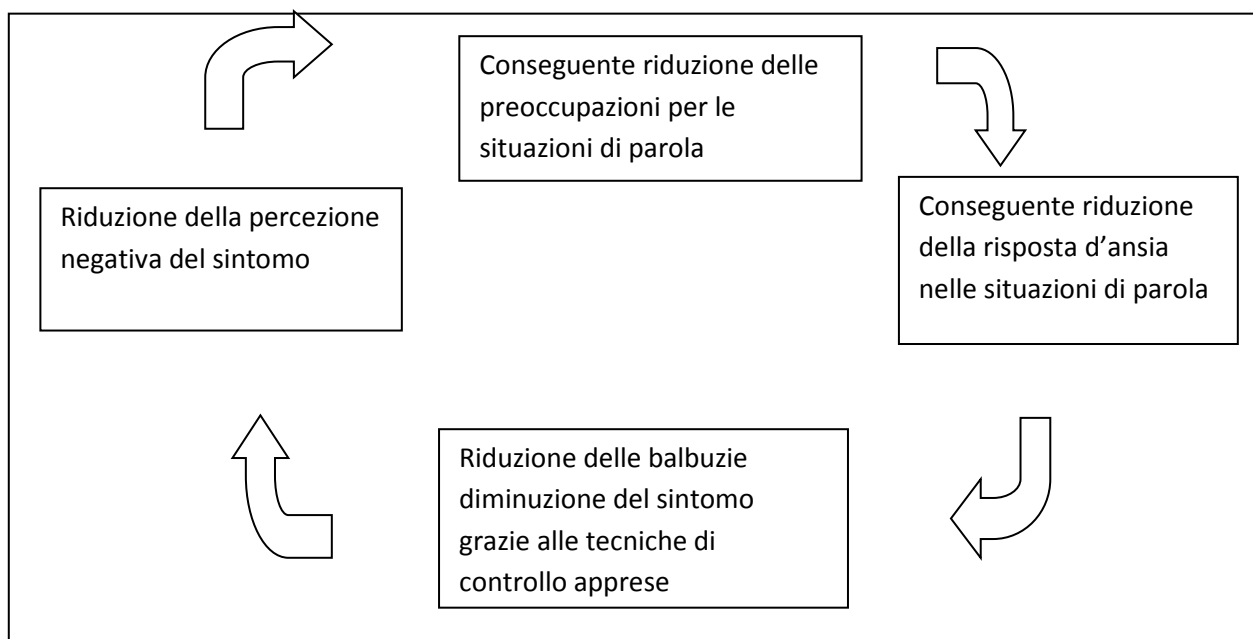 Conseguente riduzione delle
preoccupazioni per le
situazioni di parola
Riduzione della percezione
negativa del sintomo
Conseguente riduzione
della risposta d'ansia
nelle situazioni di parola
Riduzione delle balbuzie
diminuzione del sintomo
grazie alle tecniche di
controllo apprese